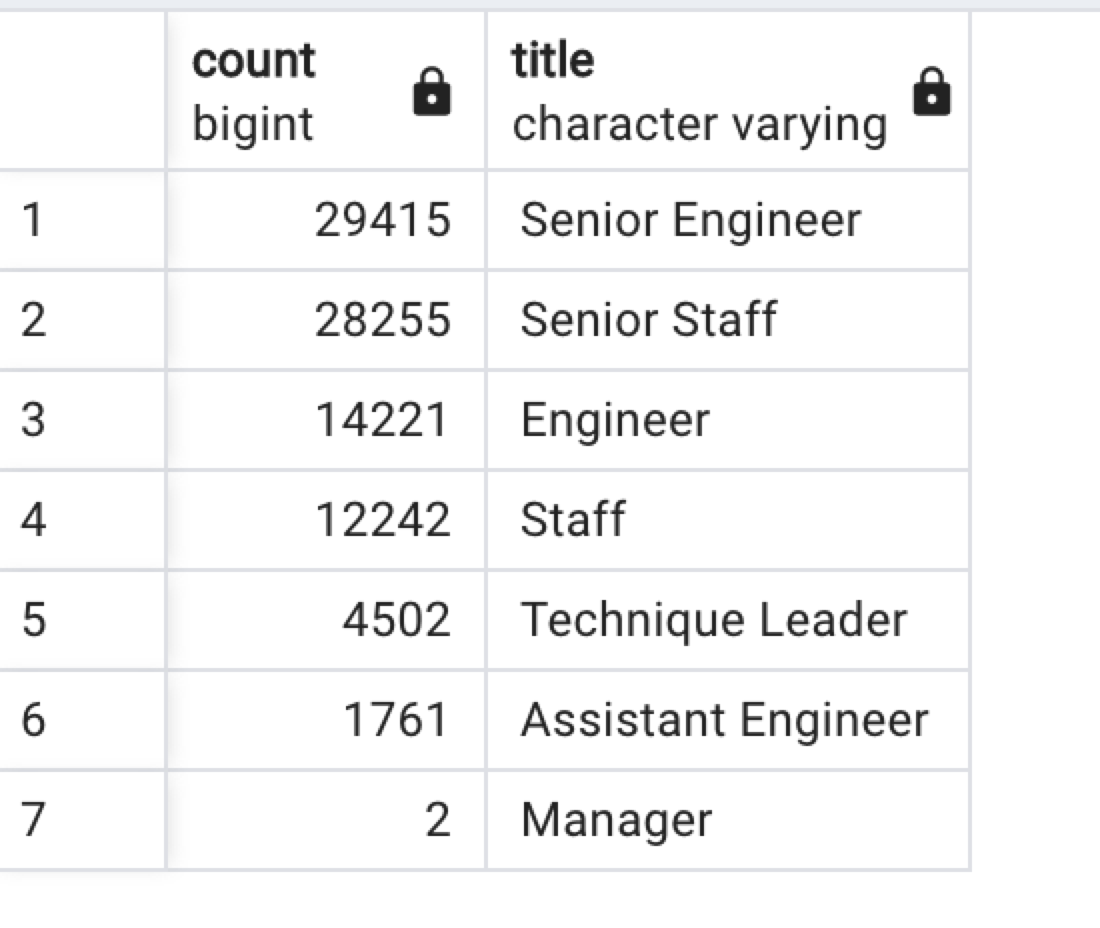 count title
bigint character varying
1 29415 Senior Engineer
2 28255 Senior Staff
3 14221 Engineer
4 12242 Staff
5 4502 Technique Leader
6 1761 Assistant Engineer
7 2 Manager